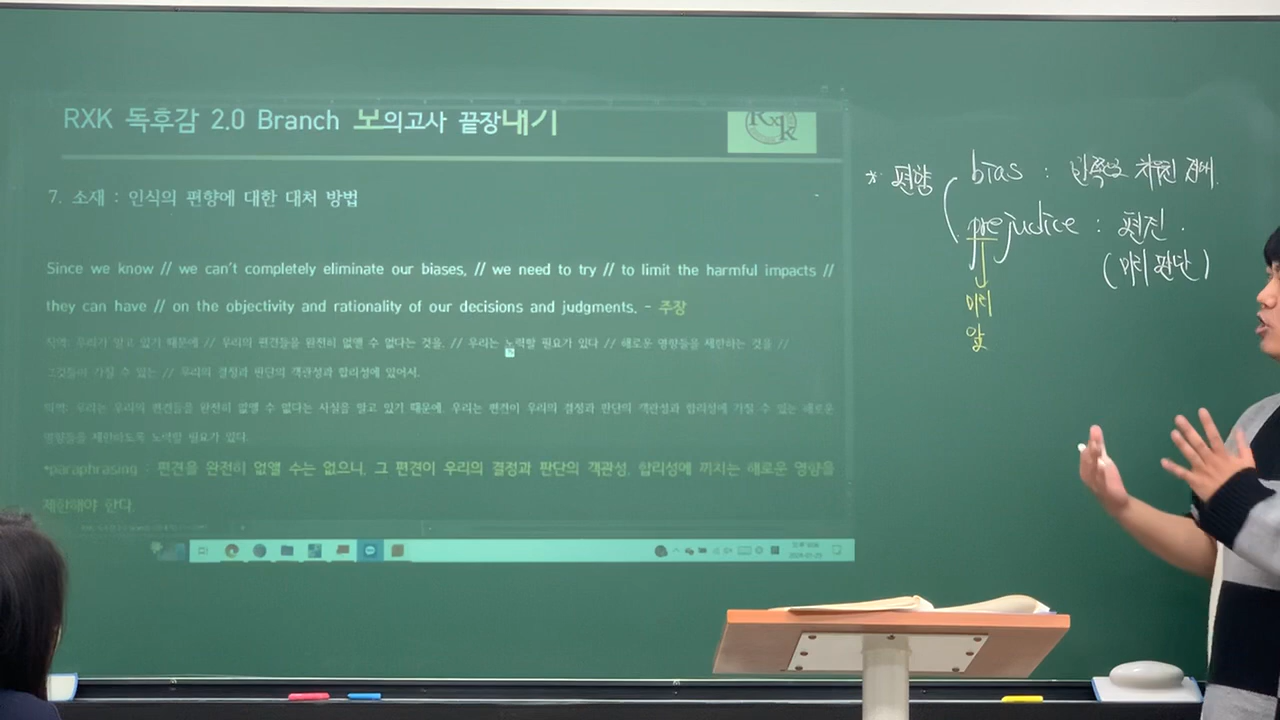 RXK 독후감 2.0 Branch 모의고사 끝장내기
Rxk
7. 소재 : 인식의 편향에 대한 대처 방법
Since we know // we can't completely eliminate our biases, // we need to try // to limit the harmful impacts //
they can have // on the objectivity and rationality of our decisions and judgments. - 주장
직역: 우리가 알고 있기 때문에 // 우리의 편견들을 완전히 없앨 수 없다는 것을, // 우리는 노력할 필요가 있다 // 해로운 영향들을 제한하는 것을 //
그것들이 가질 수 있는 // 우리의 결정과 판단의 객관성과 합리성에 있어서.
의역: 우리는 우리의 편견들을 완전히 없앨 수 없다는 사실을 알고 있기 때문에, 우리는 편견이 우리의 결정과 판단의 객관성과 합리성에 가질 수 있는 해로운
영향들을 제한하도록 노력할 필요가 있다.
*paraphrasing : 편견을 완전히 없앨 수는 없으니, 그 편견이 우리의 결정과 판단의 객관성, 합리성에 끼치는 해로운 영향을
제한해야 한다.
* 편향 bias : 한쪽으로 치우친
prejudice : 편견.
(미리 판단)
미리
앞